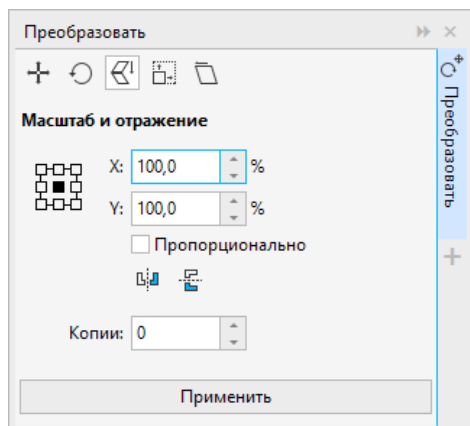 Преобразовать
Масштаб и отражение
X: 100,0 %
Y: 100,0 %
Пропорционально
Копии: 0
Применить
Преобразовать